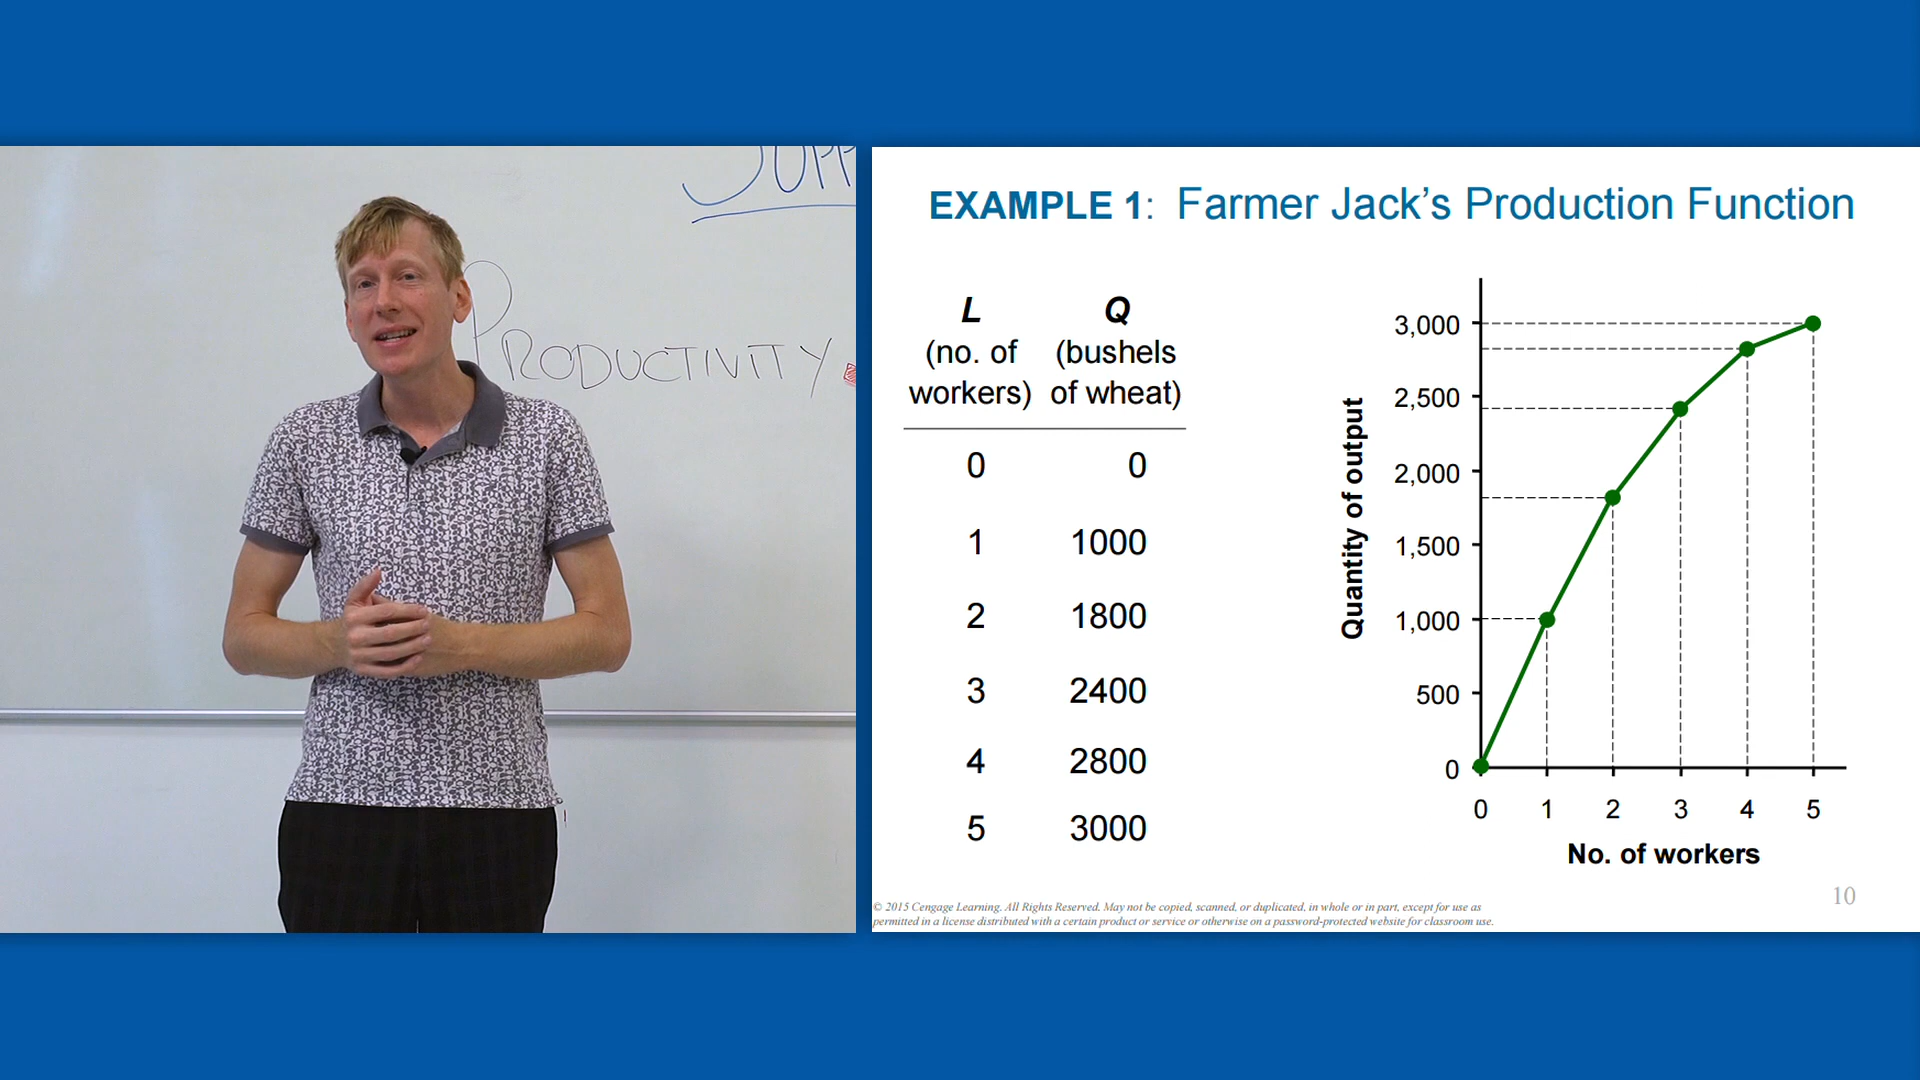 PRODUCTIVITY
EXAMPLE 1: Farmer Jack’s Production Function
L Q
(no. of (bushels
workers) of wheat)
0 0
1 1000
2 1800
3 2400
4 2800
5 3000
Quantity of output
3,000
2,500
2,000
1,500
1,000
500
0
0 1 2 3 4 5
No. of workers
10
© 2015 Cengage Learning. All Rights Reserved. May not be copied, scanned, or duplicated, in whole or in part, except for use as
permitted in a license distributed with a certain product or service or otherwise on a password-protected website for classroom use.